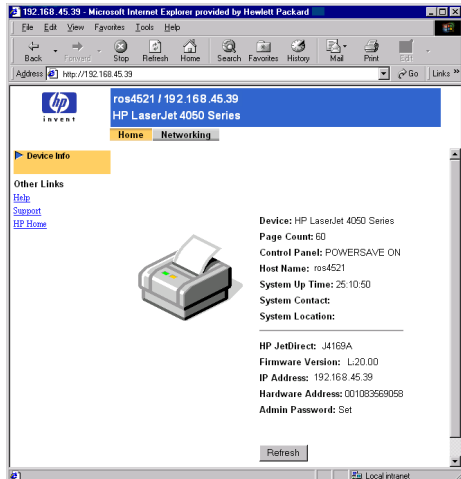 192.168.45.39 - Microsoft Internet Explorer provided by Hewlett Packard
File Edit View Favorites Tools Help
Back Forward Stop Refresh Home Search Favorites History Mail Print Edit
Address http://192.168.45.39 Go Links »
hp
invent
ros4521 / 192.168.45.39
HP LaserJet 4050 Series
Home Networking
Device Info
Other Links
Help
Support
HP Home
Device: HP LaserJet 4050 Series
Page Count: 60
Control Panel: POWERSAVE ON
Host Name: ros4521
System Up Time: 25:10:50
System Contact:
System Location:
HP JetDirect: J4169A
Firmware Version: L.20.00
IP Address: 192.168.45.39
Hardware Address: 001083569058
Admin Password: Set
Refresh
Local intranet